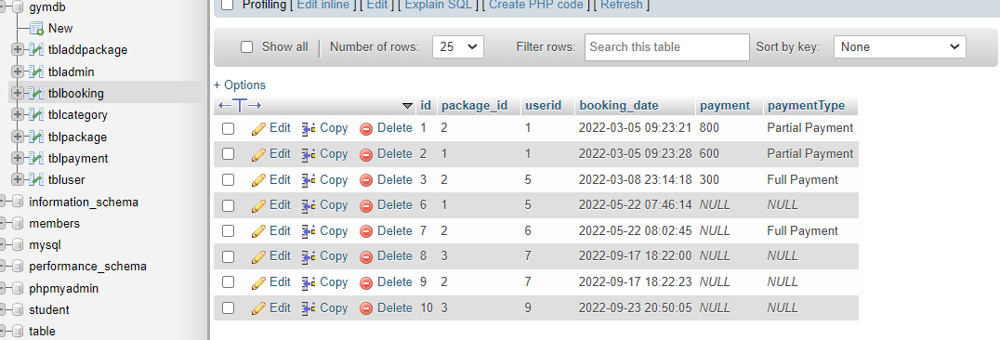 gymdb
New
tbladdpackage
tbladmin
tblbooking
tblcategory
tblpackage
tblpayment
tbluser
information_schema
members
mysql
performance_schema
phpmyadmin
student
table
Profiling [ Edit inline ] [ Edit ] [ Explain SQL ] [ Create PHP code ] [ Refresh ]
Show all Number of rows: 25 Filter rows: Search this table Sort by key: None
+ Options
id package_id userid booking_date payment paymentType
Edit Copy Delete 1 2 1 2022-03-05 09:23:21 800 Partial Payment
Edit Copy Delete 2 1 1 2022-03-05 09:23:28 600 Partial Payment
Edit Copy Delete 3 2 5 2022-03-08 23:14:18 300 Full Payment
Edit Copy Delete 6 1 5 2022-05-22 07:46:14 NULL NULL
Edit Copy Delete 7 2 6 2022-05-22 08:02:45 NULL Full Payment
Edit Copy Delete 8 3 7 2022-09-17 18:22:00 NULL NULL
Edit Copy Delete 9 2 7 2022-09-17 18:22:23 NULL NULL
Edit Copy Delete 10 3 9 2022-09-23 20:50:05 NULL NULL